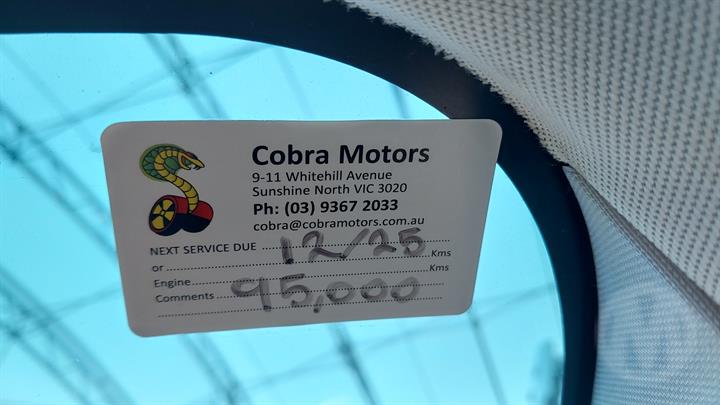 Cobra Motors
9-11 Whitehill Avenue
Sunshine North VIC 3020
Ph: (03) 9367 2033
cobra@cobramotors.com.au
NEXT SERVICE DUE 12/25
or Kms
Engine Kms
Comments 95,000